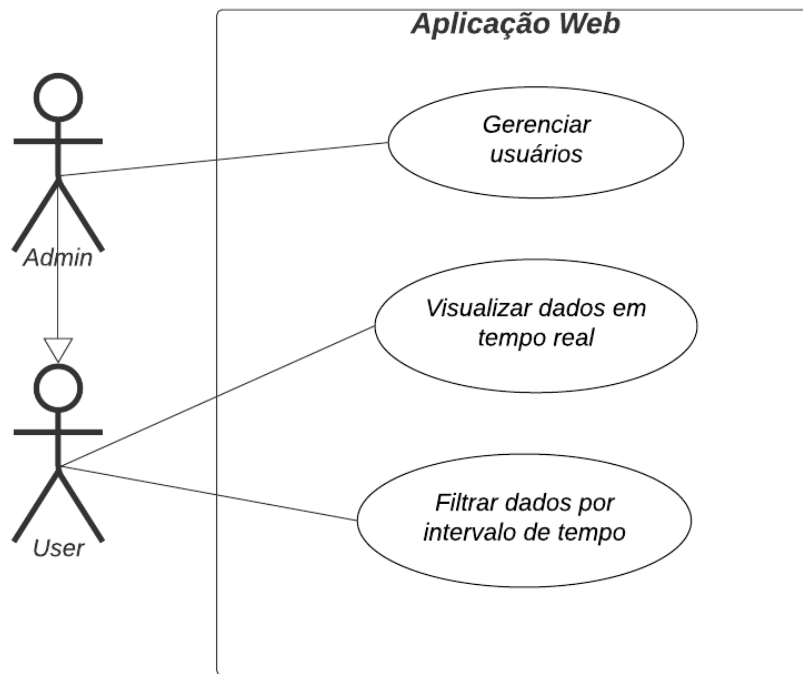 Aplicação Web
Gerenciar
usuários
Admin
Visualizar dados em
tempo real
Filtrar dados por
intervalo de tempo
User